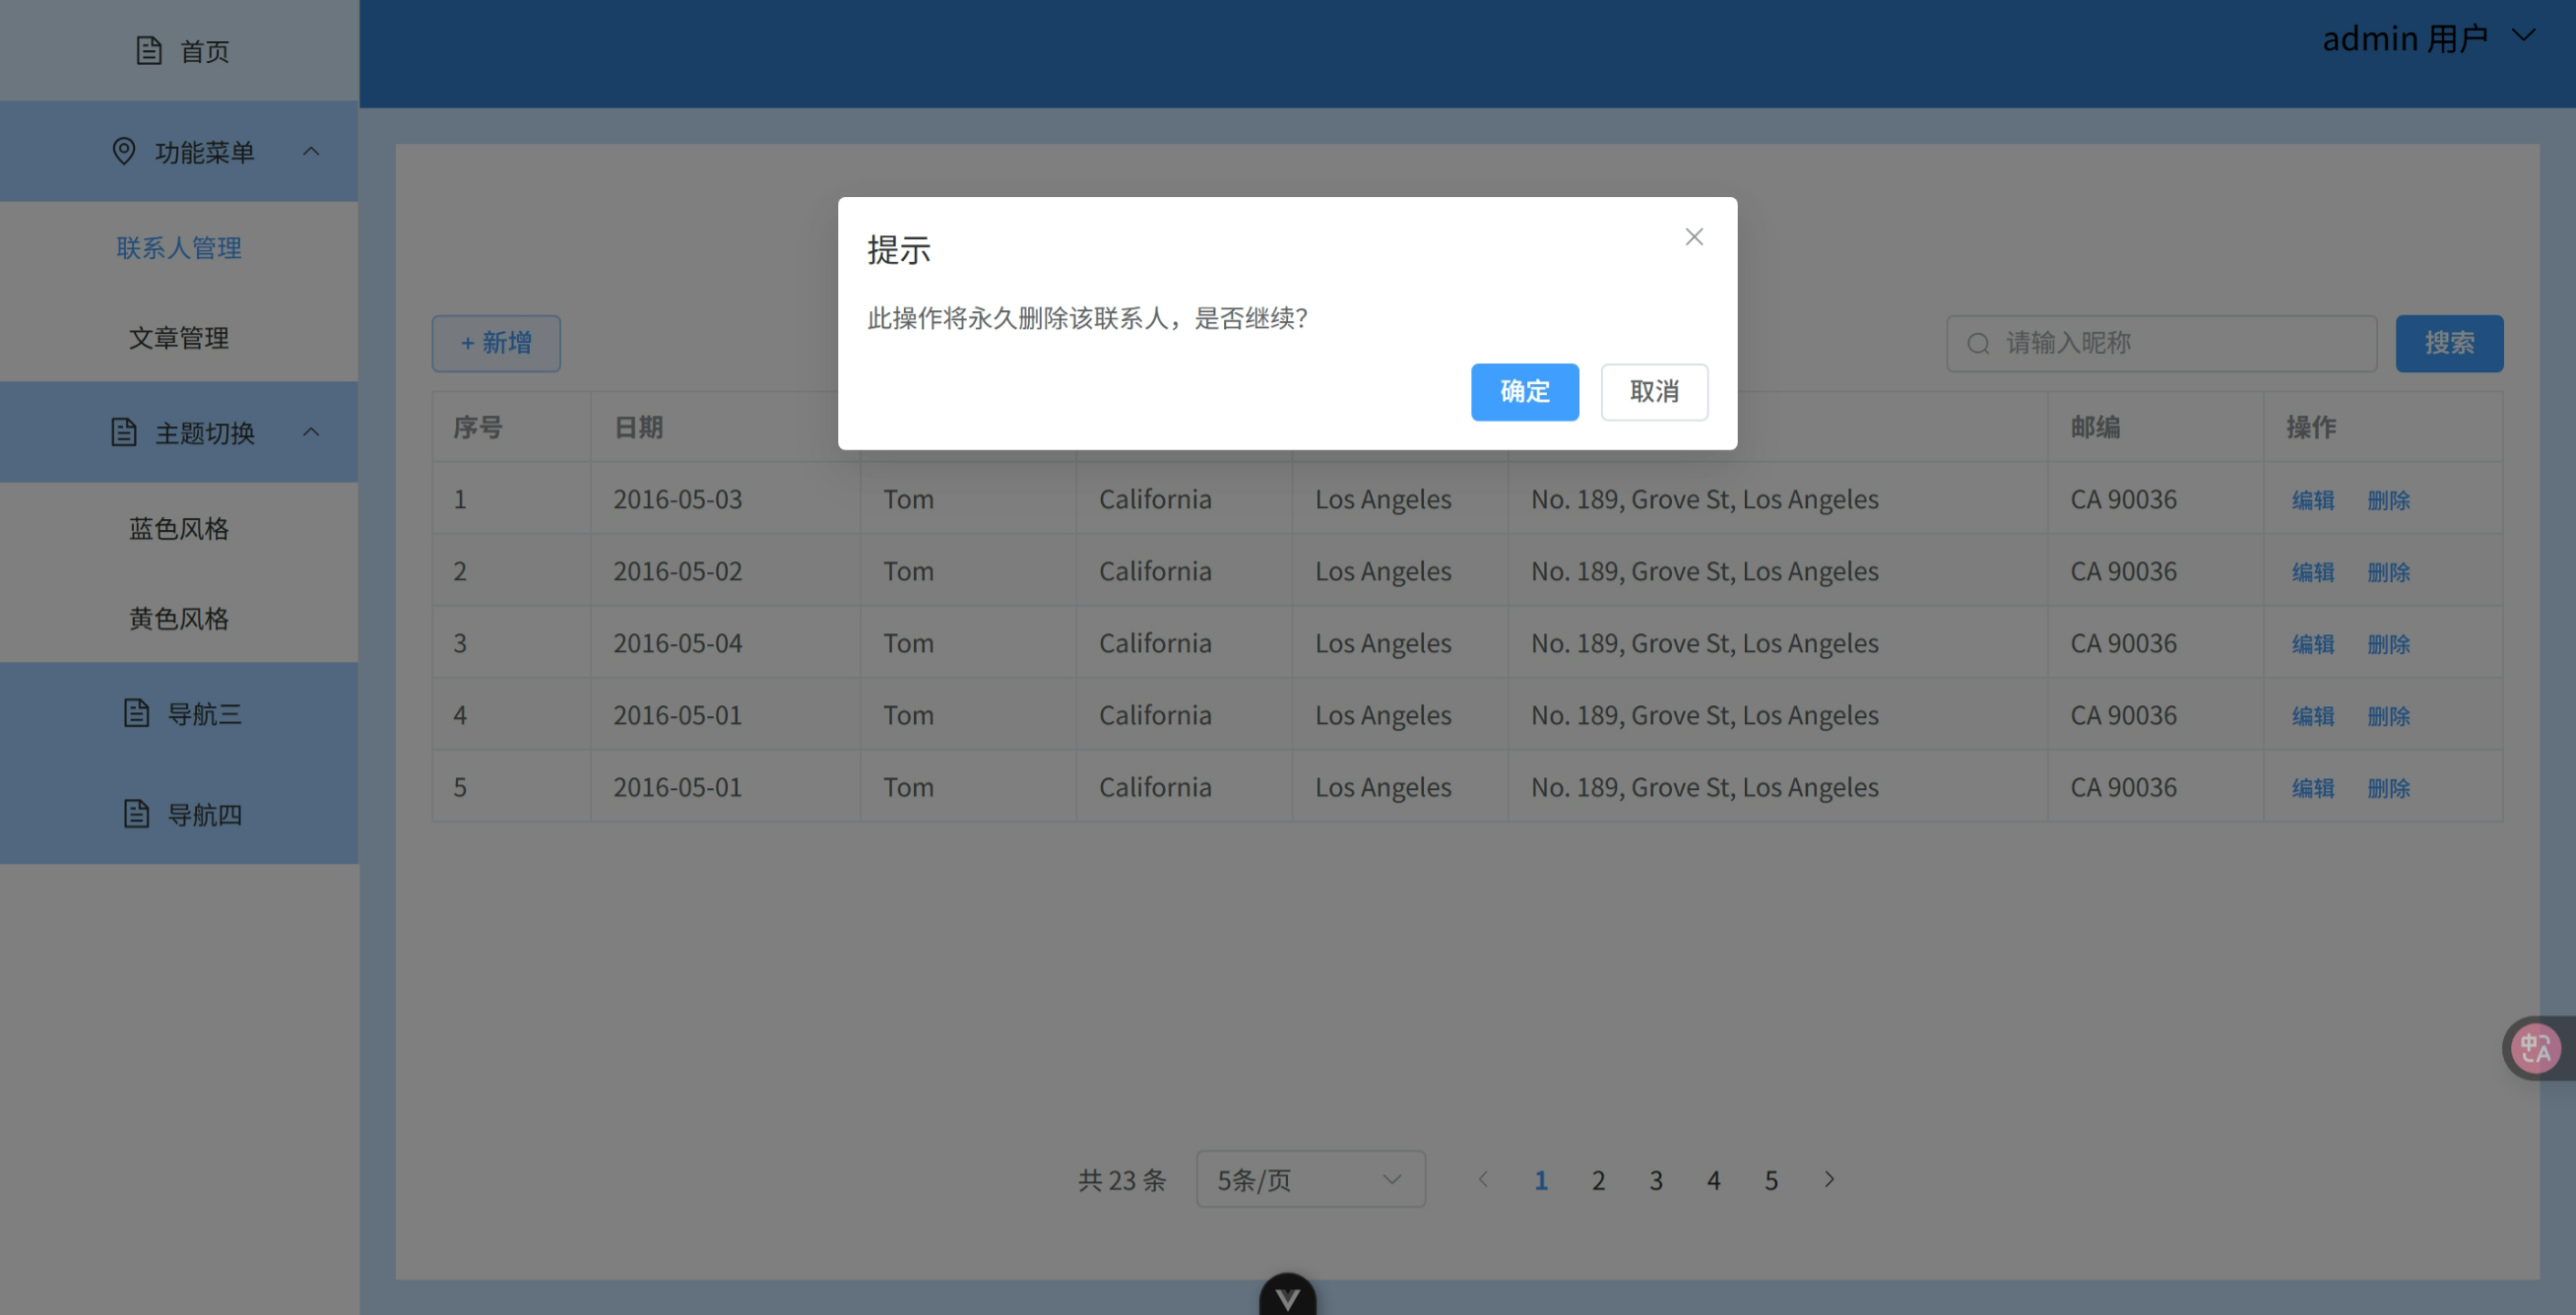 首页
admin 用户
功能菜单
联系人管理
文章管理
主题切换
蓝色风格
黄色风格
导航三
导航四
提示
此操作将永久删除该联系人，是否继续？
确定 取消
+ 新增
请输入昵称 搜索
序号 日期 邮编 操作
1 2016-05-03 Tom California Los Angeles No. 189, Grove St, Los Angeles CA 90036 编辑 删除
2 2016-05-02 Tom California Los Angeles No. 189, Grove St, Los Angeles CA 90036 编辑 删除
3 2016-05-04 Tom California Los Angeles No. 189, Grove St, Los Angeles CA 90036 编辑 删除
4 2016-05-01 Tom California Los Angeles No. 189, Grove St, Los Angeles CA 90036 编辑 删除
5 2016-05-01 Tom California Los Angeles No. 189, Grove St, Los Angeles CA 90036 编辑 删除
共 23 条 5条/页 1 2 3 4 5
中 A